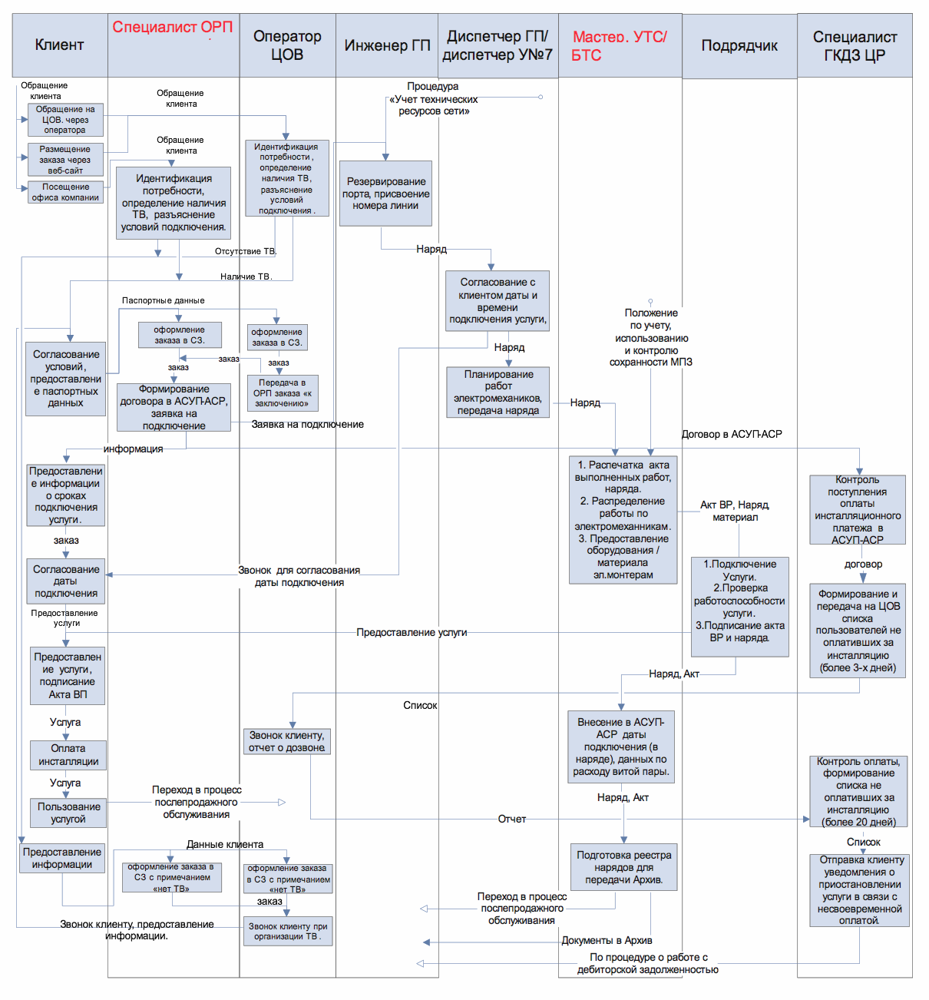 Клиент
Специалист ОРП
Оператор
ЦОВ
Инженер ГП
Диспетчер ГП/
диспетчер У№7
Мастер. УТС/
БТС
Подрядчик
Специалист
ГКДЗ ЦР
Обращение
клиента
Обращение на
ЦОВ. через
оператора
Размещение
заказа через
веб-сайт
Посещение
офиса компании
Обращение
клиента
Обращение
клиента
Идентификация
потребности,
определение наличия
ТВ, разъяснение
условий подключения.
Идентификация
потребности ,
определение
наличия ТВ,
разъяснение
условий
подключения .
Процедура
«Учет технических
ресурсов сети»
Резервирование
порта, присвоение
номера линии
Отсутствие ТВ.
Наряд
Наличие ТВ.
Согласование с
клиентом даты и
времени
подключения услуги,
Паспортные данные
оформление
заказа в СЗ.
оформление
заказа в СЗ.
Положение
по учету,
использованию
и контролю
сохранности МПЗ
Наряд
Согласование
условий ,
предоставлени
е паспортных
данных
заказ
заказ
заказ
Передача в
ОРП заказа «к
заключению»
Планирование
работ
электромехаников,
передача наряда
Формирование
договора в АСУП-АСР,
заявка на
подключение
Наряд
Заявка на подключение
Договор в АСУП-АСР
информация
Предоставлени
е информации
о сроках
подключения
услуги.
1. Распечатка акта
выполненных работ,
наряда.
2. Распределение
работы по
электромеханникам.
3. Предоставление
оборудования /
материала
эл.монтерам
Контроль
поступления
оплаты
инсталляционного
платежа в
АСУП-АСР
Акт ВР, Наряд,
материал
заказ
Согласование
даты
подключения
Звонок для согласования
даты подключения
1.Подключение
Услуги.
2.Проверка
работоспособности
услуги.
3.Подписание акта
ВР и наряда.
договор
Формирование и
передача на ЦОВ
списка
пользователей не
оплативших за
инсталляцию
(более 3-х дней)
Предоставление
услуги
Предоставление услуги
Предоставлен
ие услуги,
подписание
Акта ВП
Наряд, Акт
Список
Услуга
Внесение в АСУП-
АСР даты
подключения (в
наряде), данных по
расходу витой пары.
Звонок клиенту,
отчет о дозвоне.
Оплата
инсталляции
Услуга
Контроль оплаты,
формирование
списка не
оплативших за
инсталляцию
(более 20 дней)
Переход в процесс
послепродажного
обслуживания
Пользование
услугой
Наряд, Акт
Отчет
Список
Данные клиента
Предоставление
информации
оформление заказа в
СЗ с примечанием
«нет ТВ»
оформление заказа
в СЗ с примечанием
«нет ТВ»
Подготовка реестра
нарядов для
передачи Архив.
Отправка клиенту
уведомления о
приостановлении
услуги в связи с
несвоевременной
оплатой.
заказ
Переход в процесс
послепродажного
обслуживания
Звонок клиенту, предоставление
информации.
Звонок клиенту при
организации ТВ .
Документы в Архив
По процедуре о работе с
дебиторской задолженностью